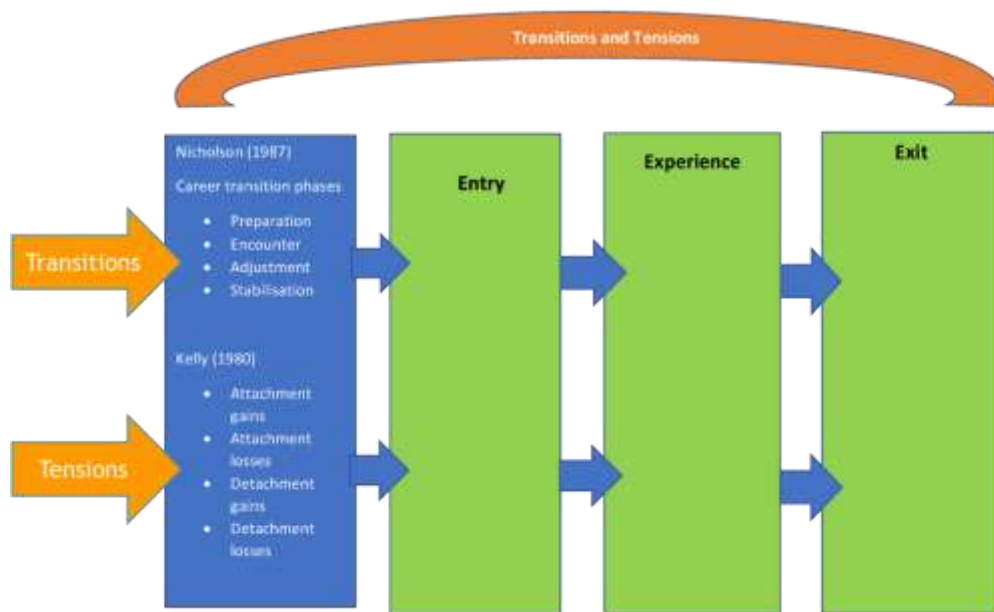 Transitions and Tensions
Transitions
Tensions
Nicholson (1987)
Career transition phases
• Preparation
• Encounter
• Adjustment
• Stabilisation
Kelly (1980)
• Attachment
gains
• Attachment
losses
• Detachment
gains
• Detachment
losses
Entry
Experience
Exit